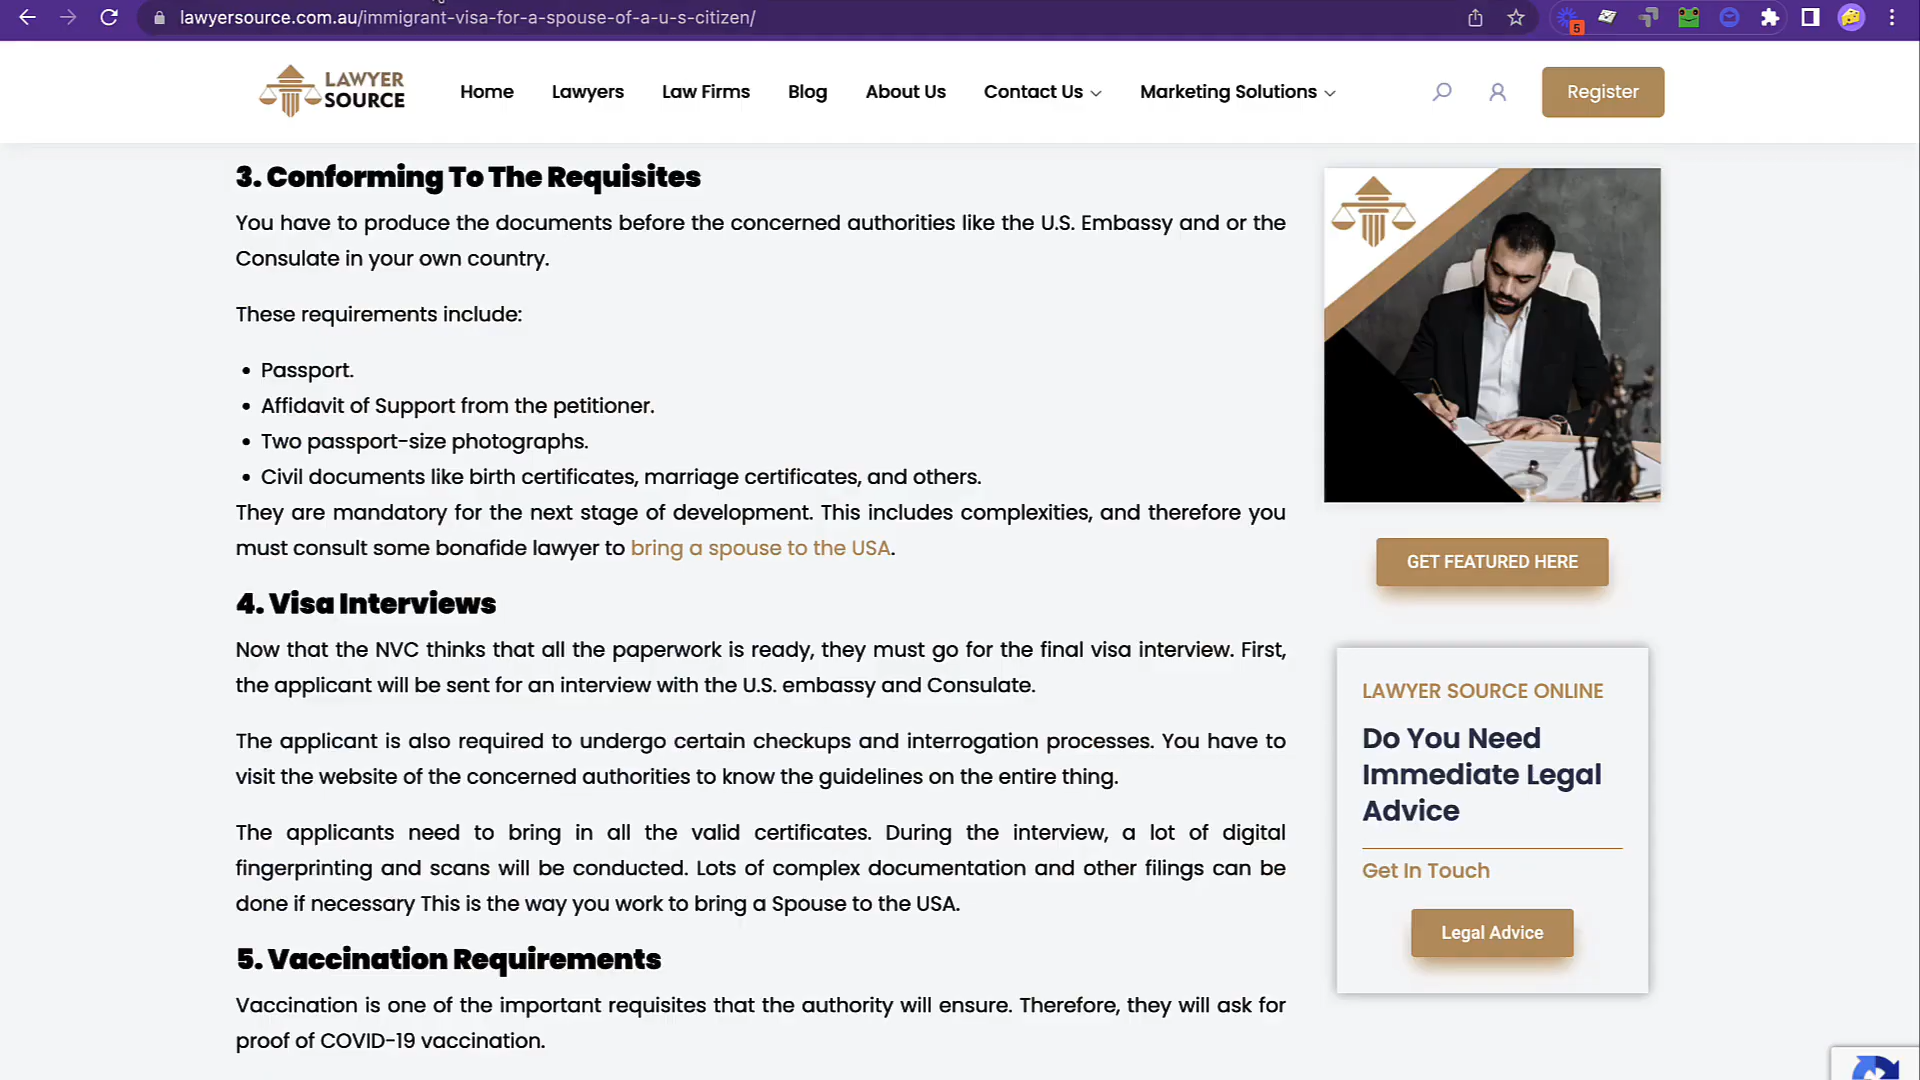 lawyersource.com.au/immigrant-visa-for-a-spouse-of-a-u-s-citizen/
5
LAWYER
SOURCE
Home
Lawyers
Law Firms
Blog
About Us
Contact Us
Marketing Solutions
Register
3. Conforming To The Requisites
You have to produce the documents before the concerned authorities like the U.S. Embassy and or the
Consulate in your own country.
These requirements include:
• Passport.
• Affidavit of Support from the petitioner.
• Two passport-size photographs.
• Civil documents like birth certificates, marriage certificates, and others.
They are mandatory for the next stage of development. This includes complexities, and therefore you
must consult some bonafide lawyer to bring a spouse to the USA.
4. Visa Interviews
Now that the NVC thinks that all the paperwork is ready, they must go for the final visa interview. First,
the applicant will be sent for an interview with the U.S. embassy and Consulate.
The applicant is also required to undergo certain checkups and interrogation processes. You have to
visit the website of the concerned authorities to know the guidelines on the entire thing.
The applicants need to bring in all the valid certificates. During the interview, a lot of digital
fingerprinting and scans will be conducted. Lots of complex documentation and other filings can be
done if necessary This is the way you work to bring a Spouse to the USA.
5. Vaccination Requirements
Vaccination is one of the important requisites that the authority will ensure. Therefore, they will ask for
proof of COVID-19 vaccination.
GET FEATURED HERE
LAWYER SOURCE ONLINE
Do You Need
Immediate Legal
Advice
Get In Touch
Legal Advice